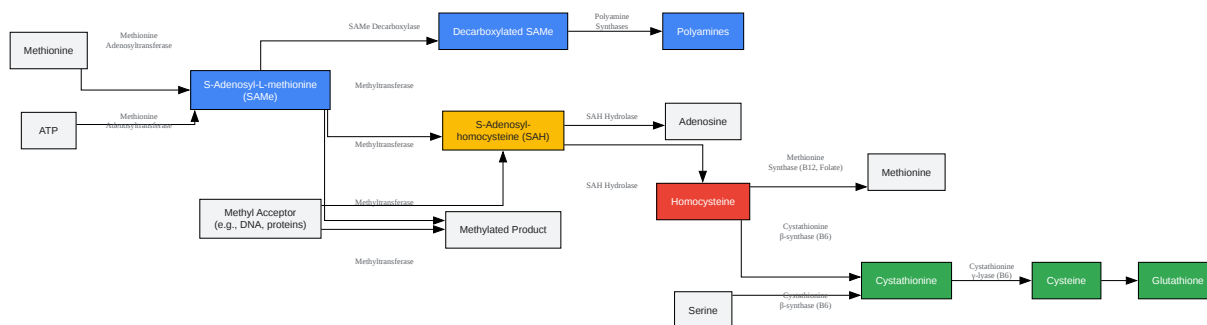 Methionine
Methionine
Adenosyltransferase
ATP
Methionine
Adenosyltransferase
S-Adenosyl-L-methionine
(SAMe)
SAMe Decarboxylase
Decarboxylated SAMe
Polyamine
Synthases
Polyamines
Methyltransferase
Methyltransferase
S-Adenosyl-
homocysteine (SAH)
SAH Hydrolase
Adenosine
SAH Hydrolase
Homocysteine
Methionine
Synthase (B12, Folate)
Methionine
Methyl Acceptor
(e.g., DNA, proteins)
Methyltransferase
Methylated Product
Methyltransferase
Cystathionine
β-synthase (B6)
Serine
Cystathionine
β-synthase (B6)
Cystathionine
Cystathionine
γ-lyase (B6)
Cysteine
Glutathione